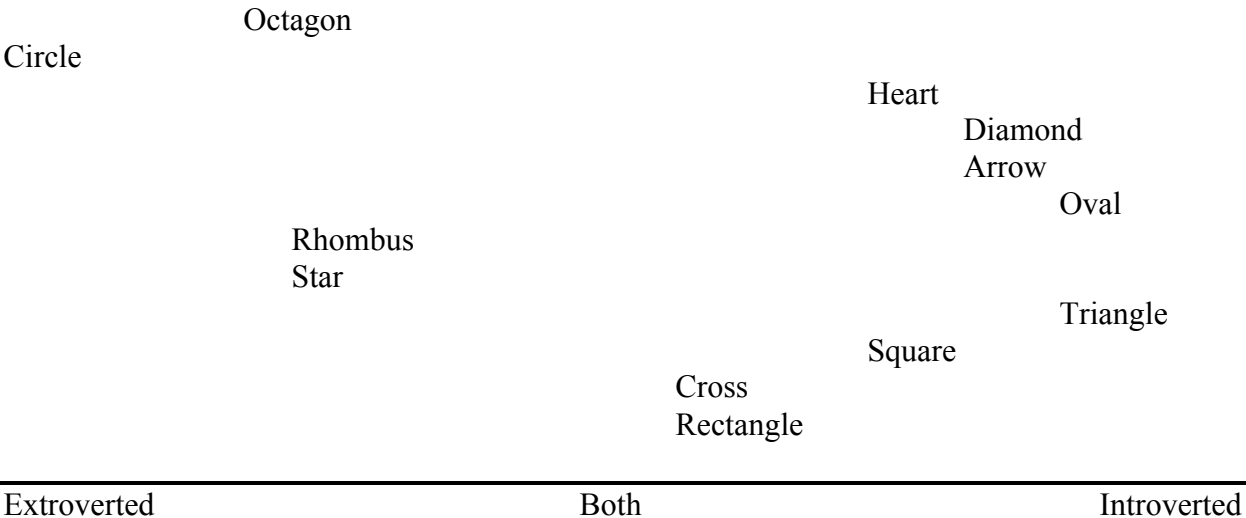 Octagon
Circle
Heart
Diamond
Arrow
Oval
Rhombus
Star
Triangle
Square
Cross
Rectangle
Extroverted Both Introverted